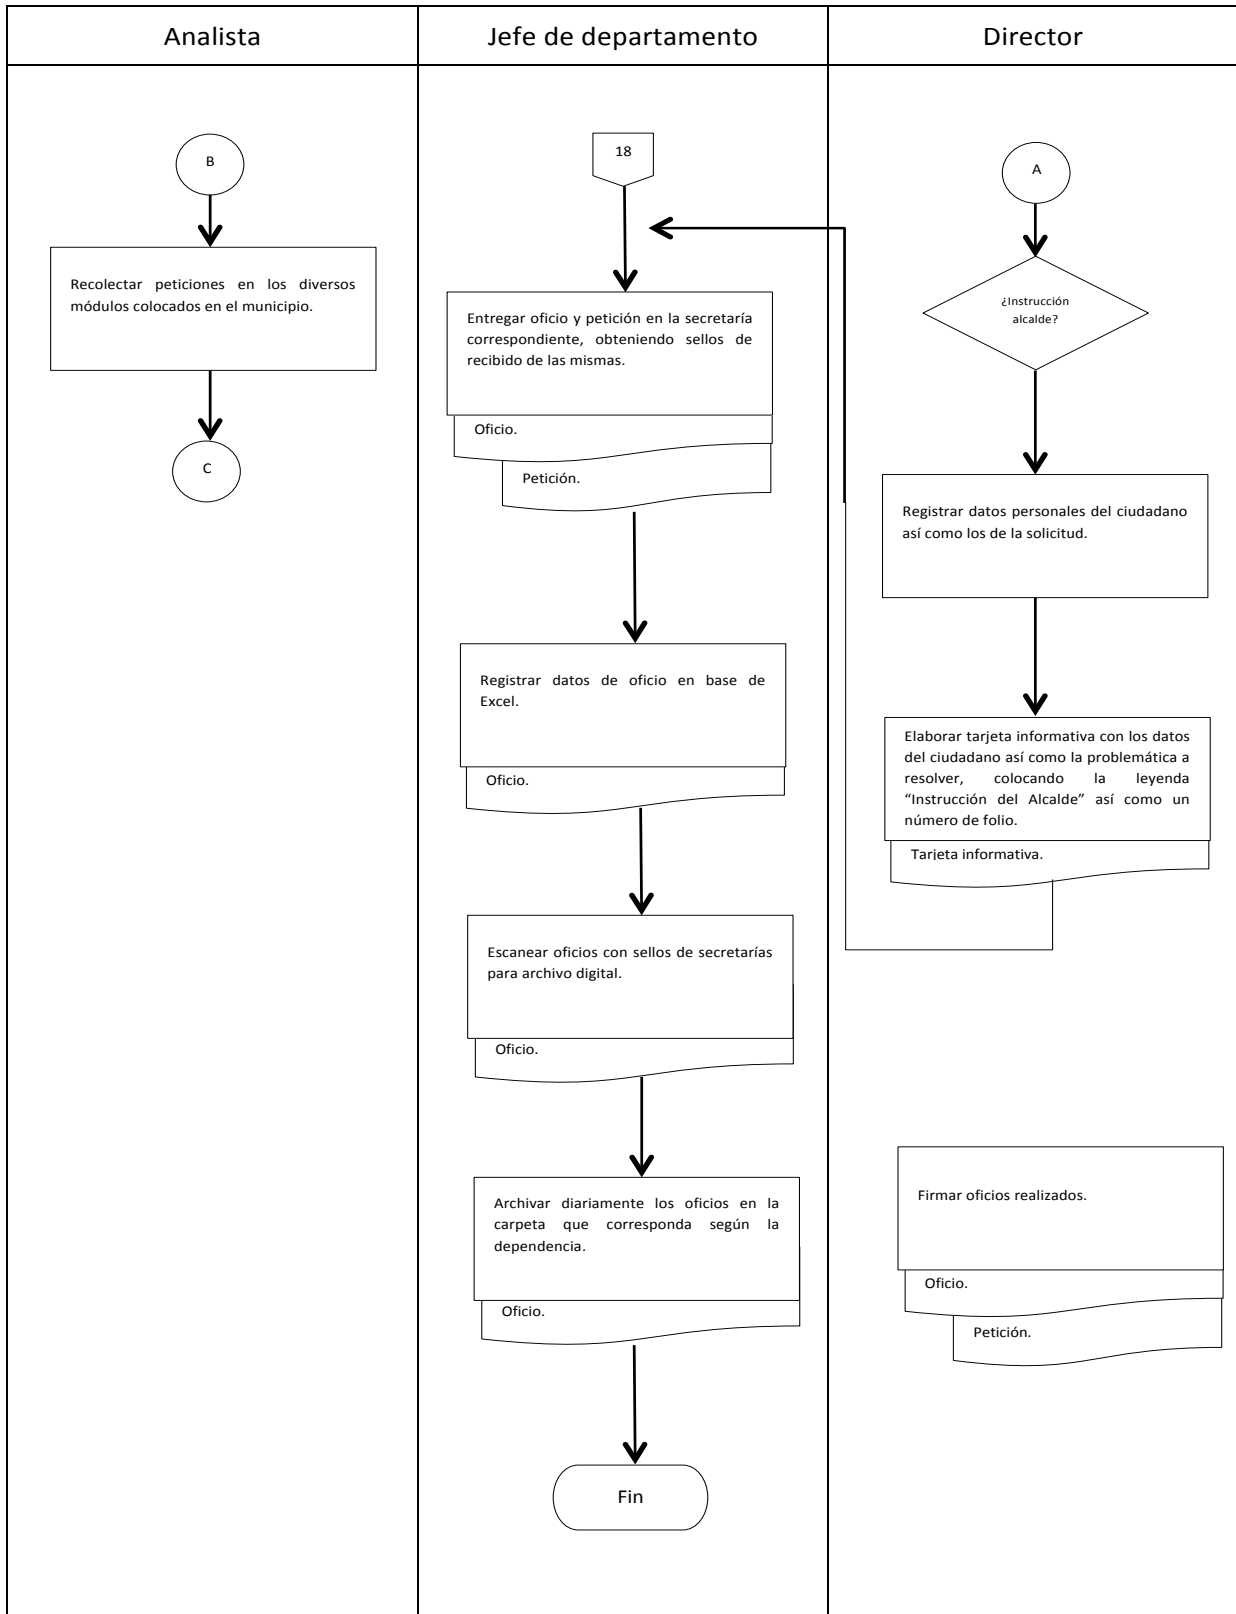 Analista
Jefe de departamento
Director
B
Recolectar peticiones en los diversos
módulos colocados en el municipio.
C
18
Entregar oficio y petición en la secretaría
correspondiente, obteniendo sellos de
recibido de las mismas.
Oficio.
Petición.
Registrar datos de oficio en base de
Excel.
Oficio.
Escanear oficios con sellos de secretarías
para archivo digital.
Oficio.
Archivar diariamente los oficios en la
carpeta que corresponda según la
dependencia.
Oficio.
Fin
A
¿Instrucción
alcalde?
Registrar datos personales del ciudadano
así como los de la solicitud.
Elaborar tarjeta informativa con los datos
del ciudadano así como la problemática a
resolver, colocando la leyenda
“Instrucción del Alcalde” así como un
número de folio.
Tarjeta informativa.
Firmar oficios realizados.
Oficio.
Petición.